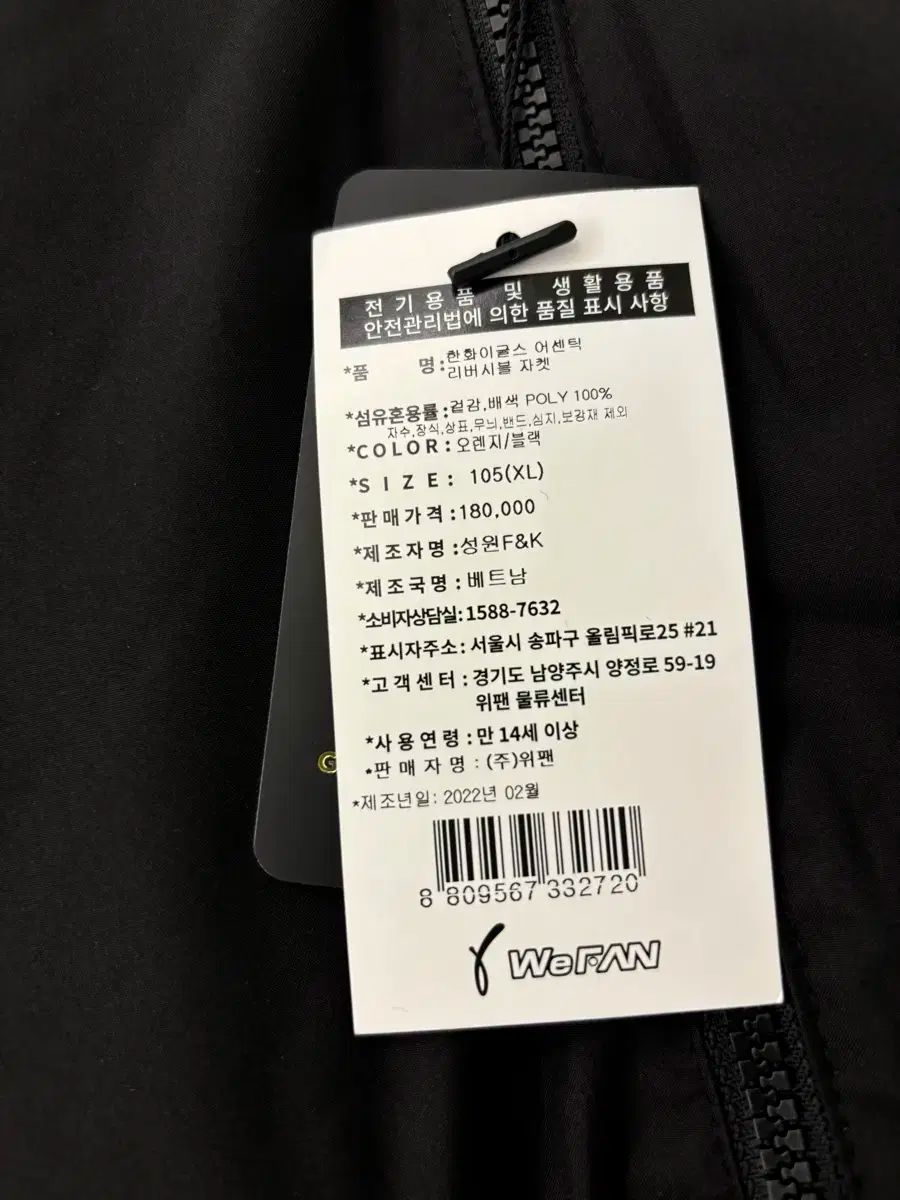 전기용품 및 생활용품
안전관리법에 의한 품질 표시 사항
*품 명: 한화이글스 어센틱
리버시블 자켓
*섬유혼용률: 겉감,배색 POLY 100%
자수,장식,상표,무늬,밴드,심지,보강재 제외
*COLOR: 오렌지/블랙
*SIZE: 105(XL)
*판매가격:180,000
*제조자명:성원F&K
*제조국명: 베트남
*소비자상담실: 1588-7632
*표시자주소: 서울시 송파구 올림픽로25 #21
*고객센터: 경기도 남양주시 양정로 59-19
위팬 물류센터
*사용연령: 만 14세 이상
*판매자명: (주)위팬
*제조년일: 2022년 02월
G
8 809567 332720
WeFAN